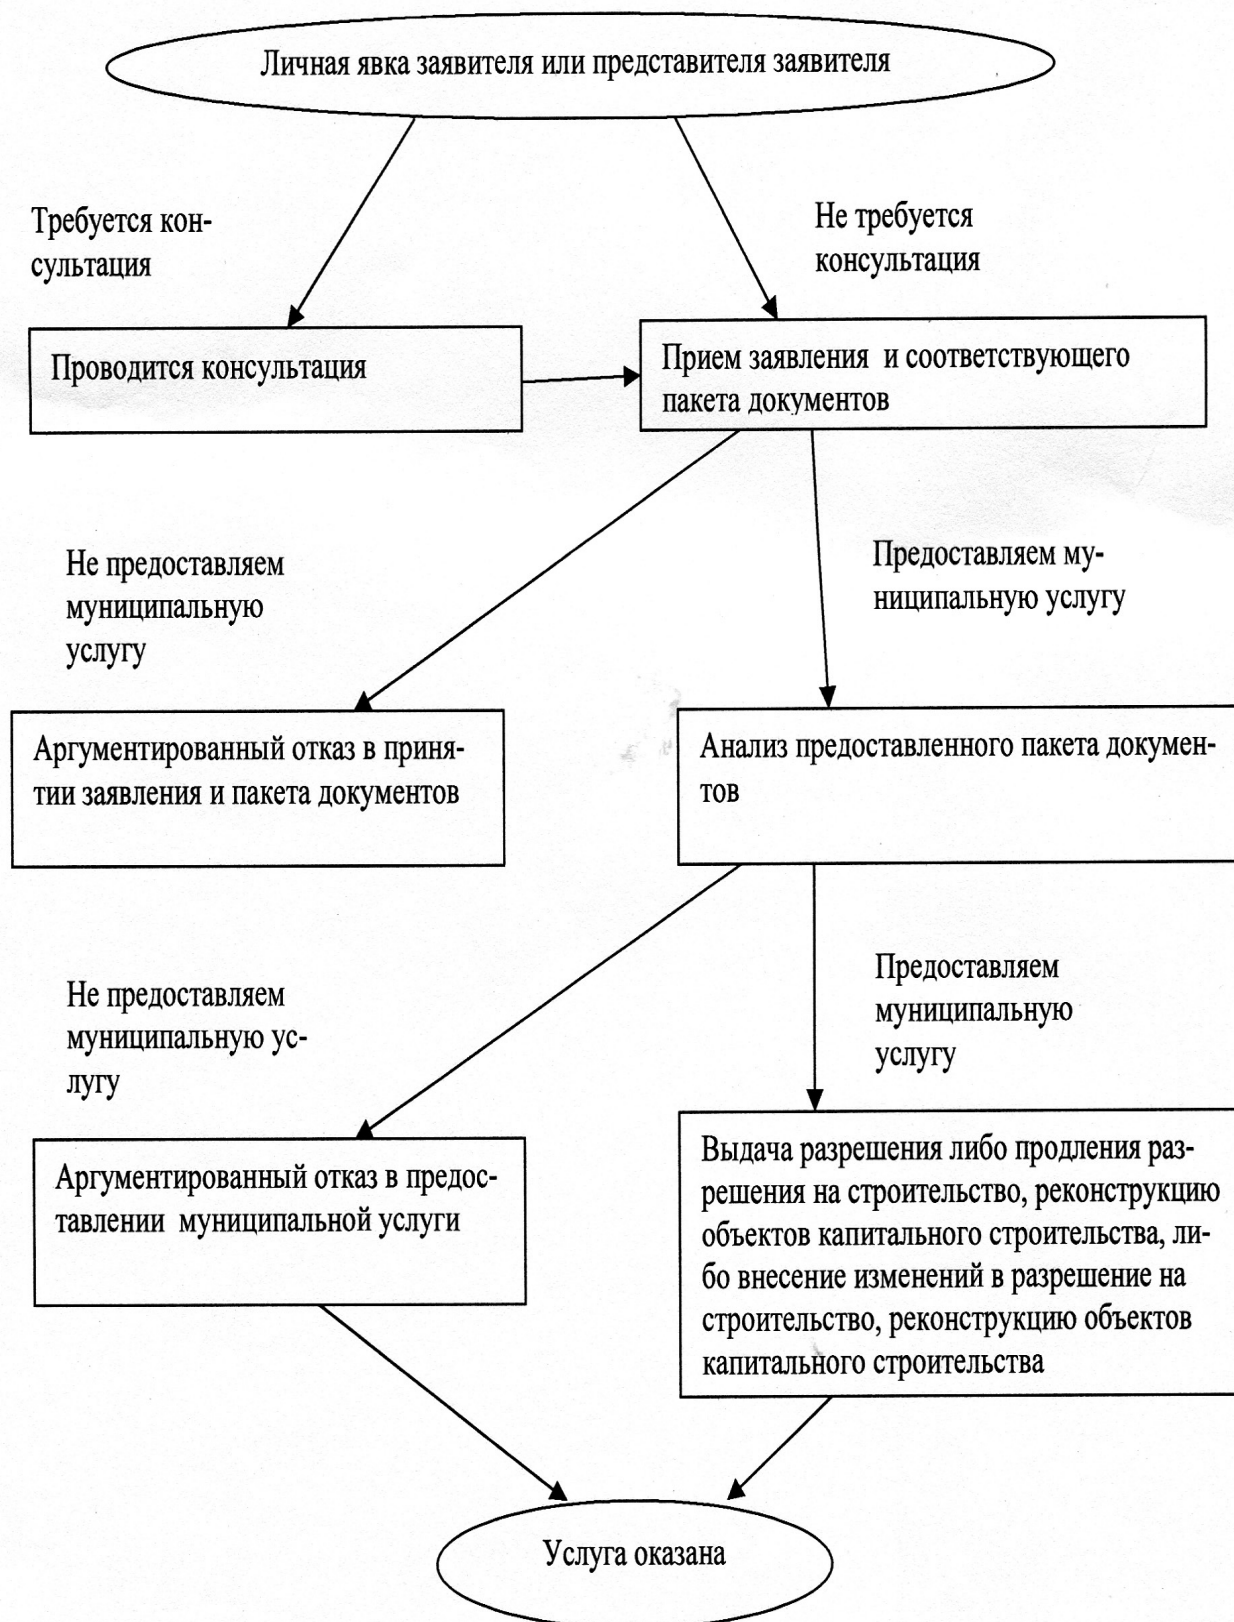 Личная явка заявителя или представителя заявителя
Требуется кон-
сультация
Не требуется
консультация
Проводится консультация
Прием заявления и соответствующего
пакета документов
Не предоставляем
муниципальную
услугу
Предоставляем му-
ниципальную услугу
Аргументированный отказ в приня-
тии заявления и пакета документов
Анализ предоставленного пакета докумен-
тов
Не предоставляем
муниципальную ус-
лугу
Предоставляем
муниципальную
услугу
Аргументированный отказ в предос-
тавлении муниципальной услуги
Выдача разрешения либо продления раз-
решения на строительство, реконструкцию
объектов капитального строительства, ли-
бо внесение изменений в разрешение на
строительство, реконструкцию объектов
капитального строительства
Услуга оказана